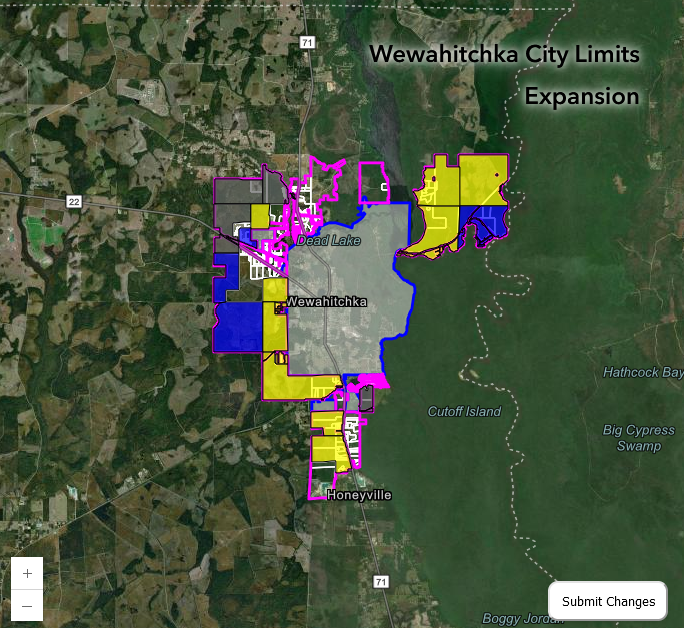 71
Wewahitchka City Limits
Expansion
22
Dead Lake
Wewahitchka
Hathcock Bay
Cutoff Island
Big Cypress
Swamp
Honeyville
+
71
−
Submit Changes
Boggy Jordan